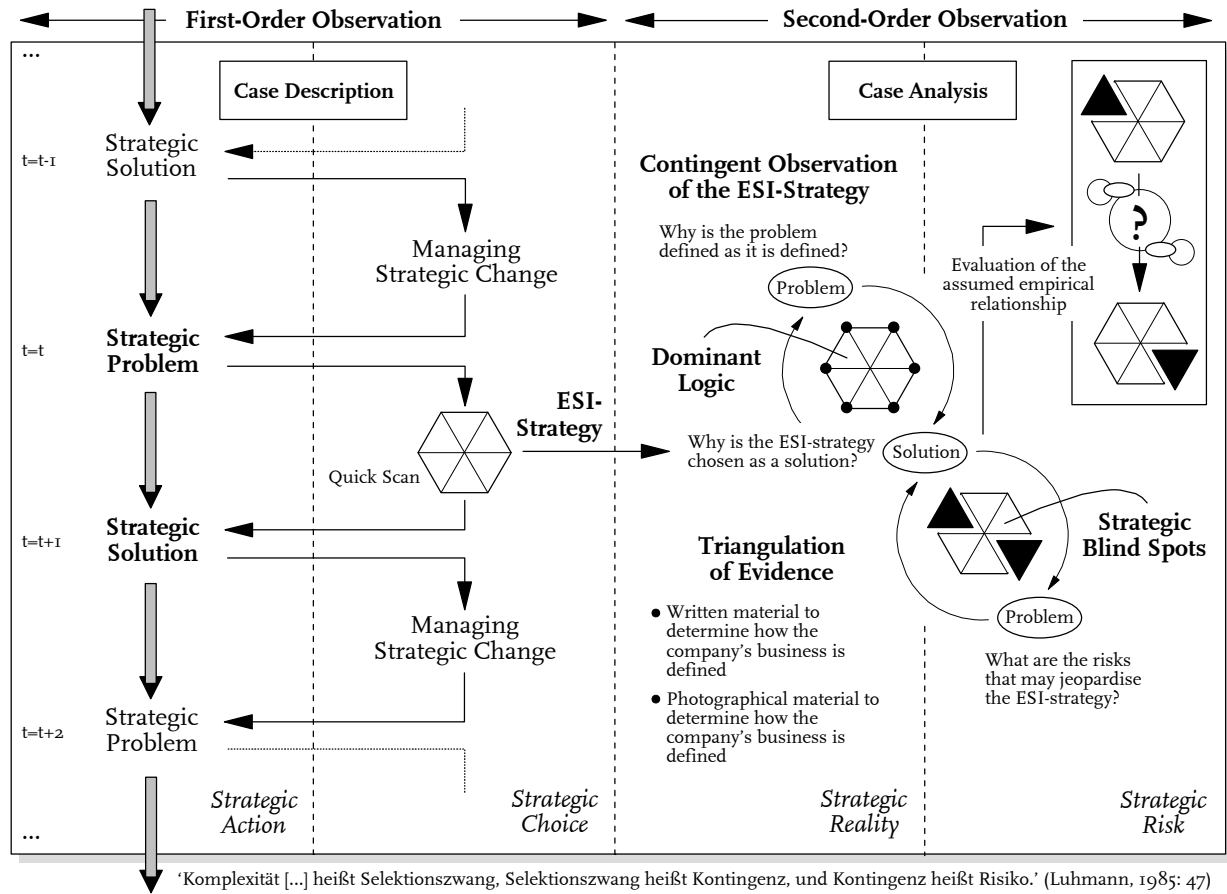 First-Order Observation
Second-Order Observation
...
Case Description
Case Analysis
t=t-1
Strategic
Solution
Managing
Strategic Change
t=t
Strategic
Problem
ESI-
Strategy
Quick Scan
t=t+1
Strategic
Solution
Managing
Strategic Change
t=t+2
Strategic
Problem
...
Strategic
Action
Strategic
Choice
Contingent Observation
of the ESI-Strategy
Why is the problem
defined as it is defined?
Problem
Dominant
Logic
Why is the ESI-strategy
chosen as a solution?
Solution
Evaluation of the
assumed empirical
relationship
?
Strategic
Blind Spots
Problem
What are the risks
that may jeopardise
the ESI-strategy?
Triangulation
of Evidence
● Written material to
determine how the
company's business is
defined
● Photographical material to
determine how the
company's business is
defined
Strategic
Reality
Strategic
Risk
‘Komplexität [...] heißt Selektionszwang, Selektionszwang heißt Kontingenz, und Kontingenz heißt Risiko.’ (Luhmann, 1985: 47)